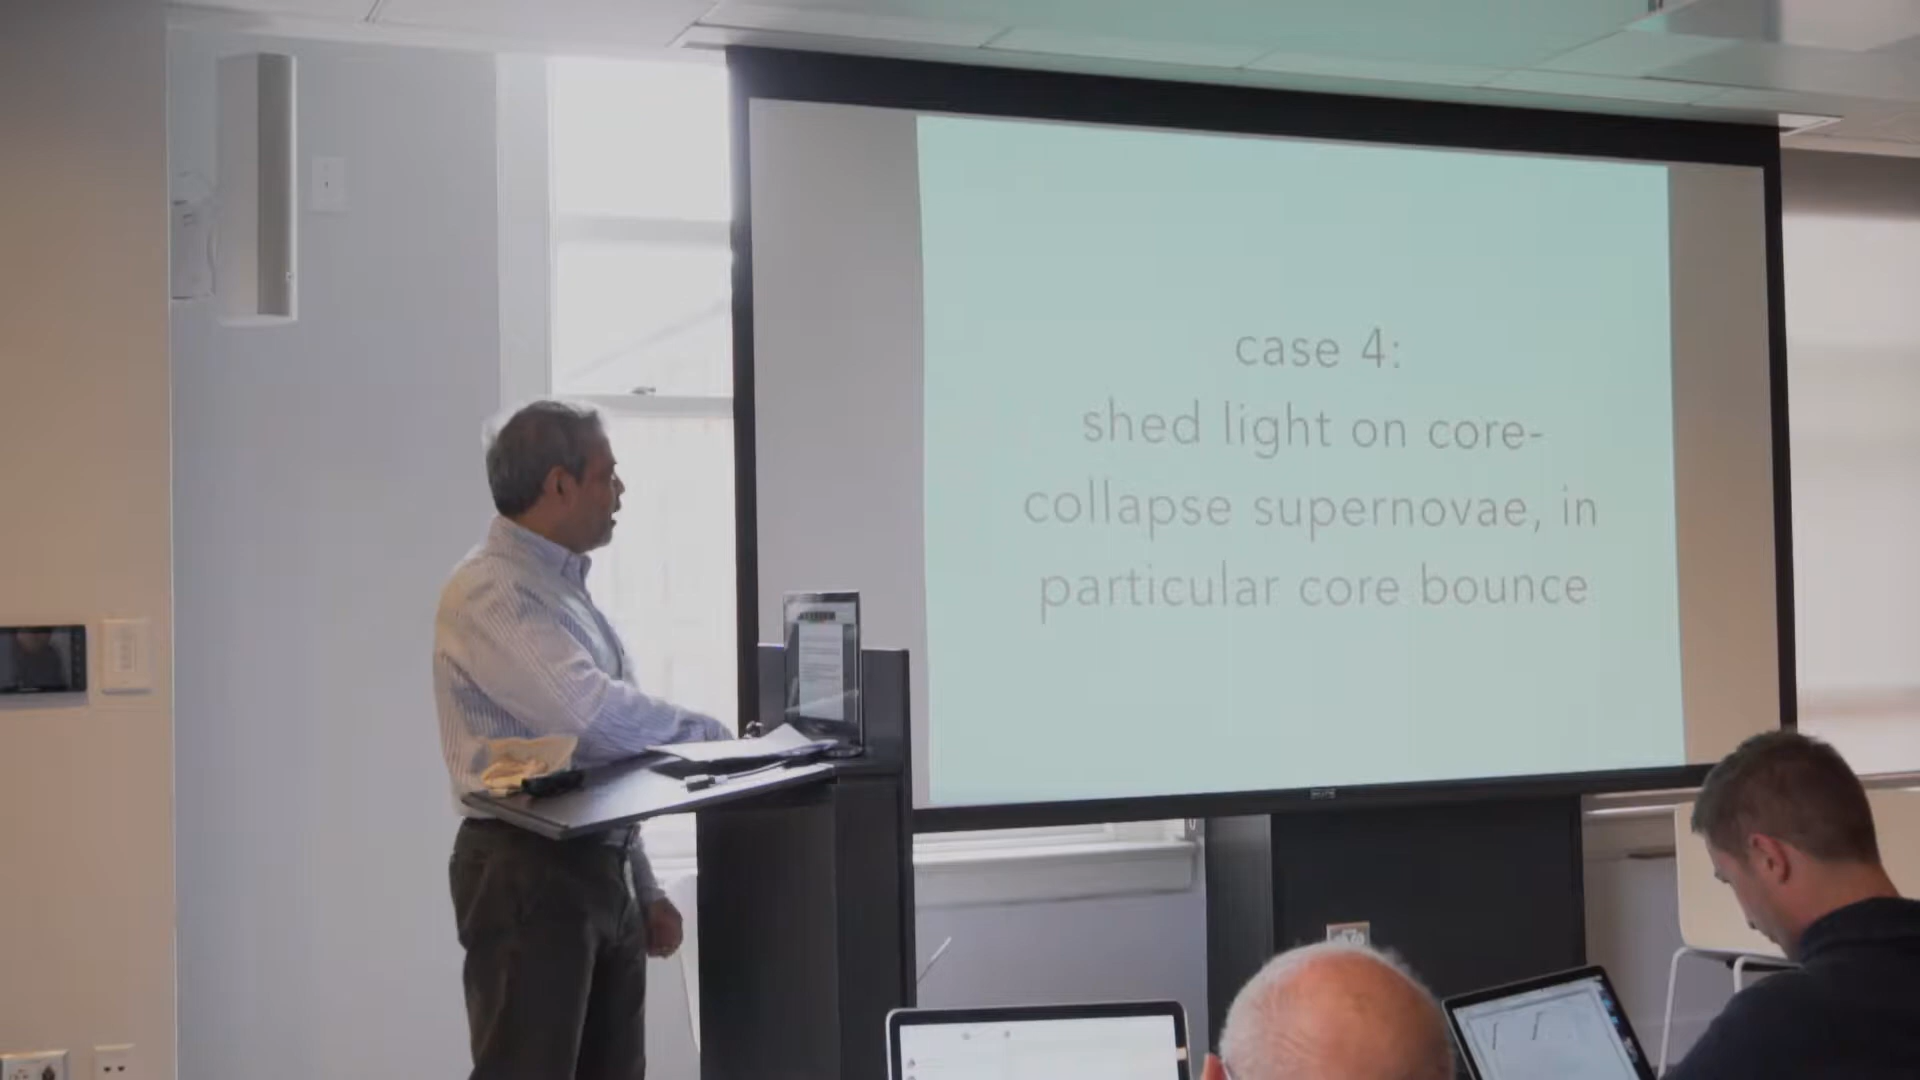 case 4:
shed light on core-
collapse supernovae, in
particular core bounce